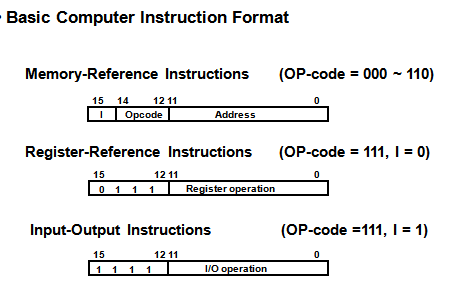 • Basic Computer Instruction Format
Memory-Reference Instructions (OP-code = 000 ~ 110)
15 14 12 11 0
I Opcode Address
Register-Reference Instructions (OP-code = 111, I = 0)
15 12 11 0
0 1 1 1 Register operation
Input-Output Instructions (OP-code =111, I = 1)
15 12 11 0
1 1 1 1 I/O operation